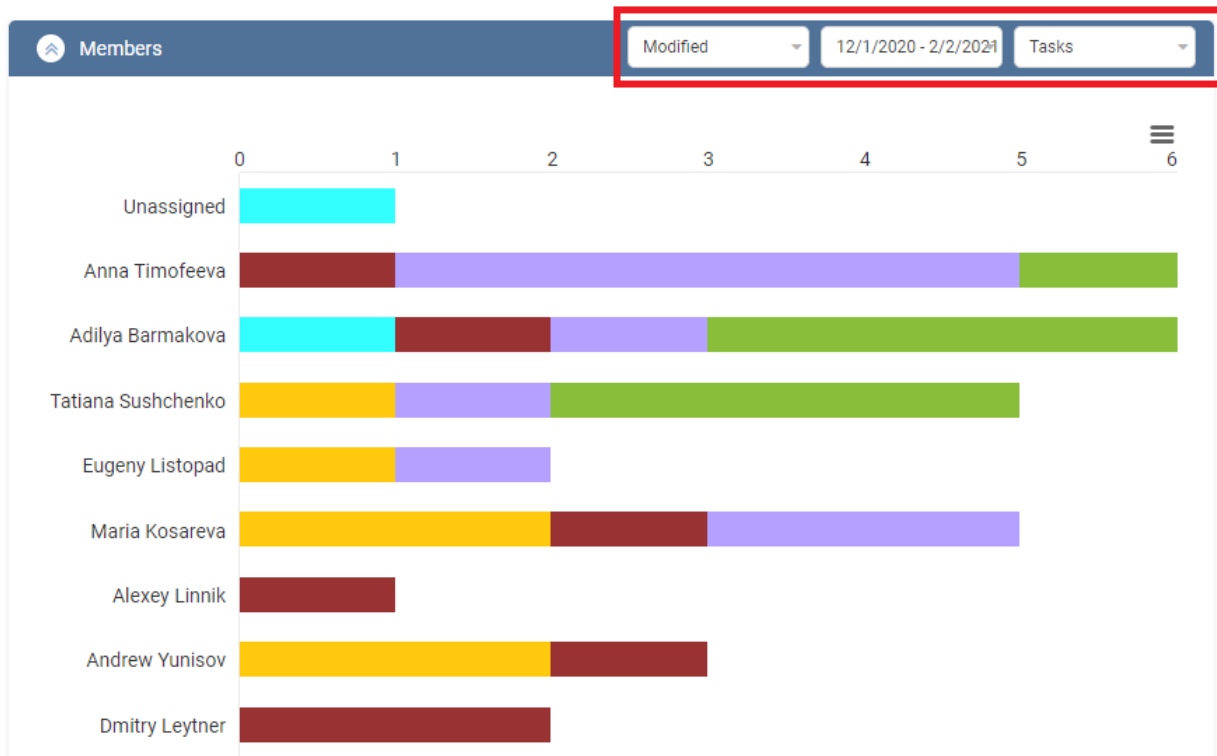 Members
Modified
12/1/2020 - 2/2/2021
Tasks
0 1 2 3 4 5 6
Unassigned
Anna Timofeeva
Adilya Barmakova
Tatiana Sushchenko
Eugeny Listopad
Maria Kosareva
Alexey Linnik
Andrew Yunisov
Dmitry Leytner